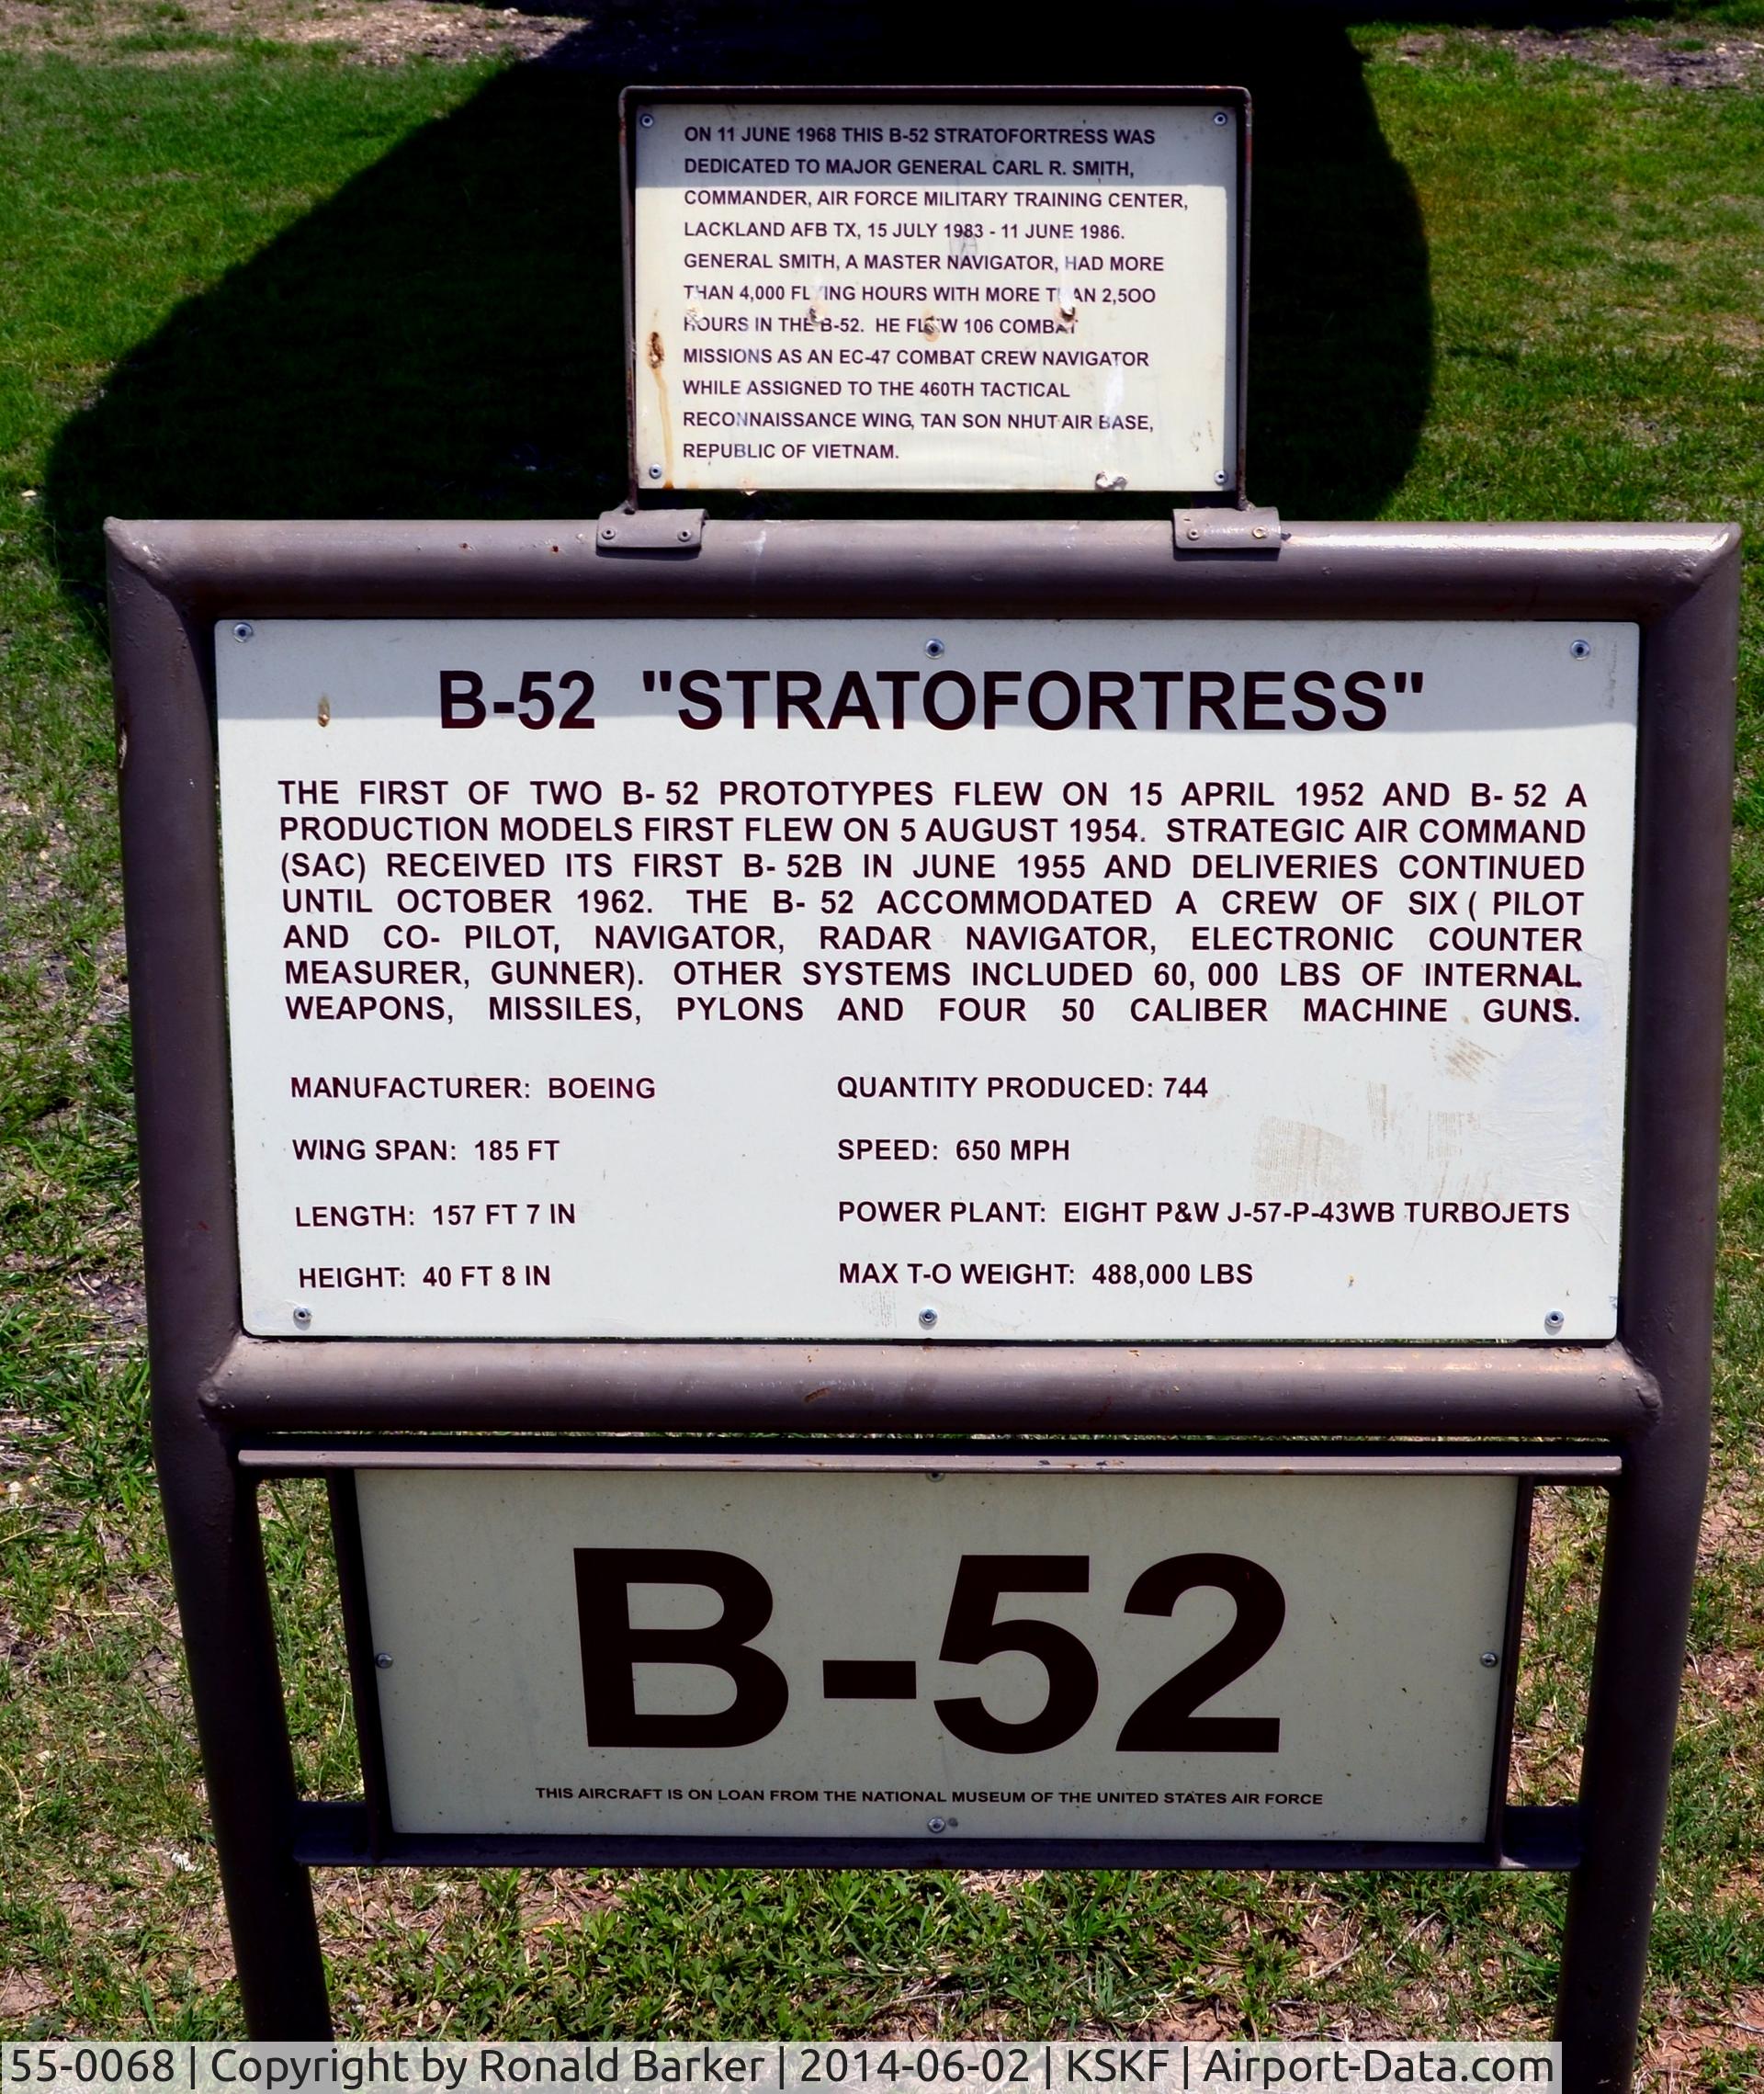 ON 11 JUNE 1968 THIS B-52 STRATOFORTRESS WAS
DEDICATED TO MAJOR GENERAL CARL R. SMITH,
COMMANDER, AIR FORCE MILITARY TRAINING CENTER,
LACKLAND AFB TX, 15 JULY 1983 - 11 JUNE 1986.
GENERAL SMITH, A MASTER NAVIGATOR, HAD MORE
THAN 4,000 FLYING HOURS WITH MORE THAN 2,5OO
HOURS IN THE B-52. HE FLEW 106 COMBAT
MISSIONS AS AN EC-47 COMBAT CREW NAVIGATOR
WHILE ASSIGNED TO THE 460TH TACTICAL
RECONNAISSANCE WING, TAN SON NHUT AIR BASE,
REPUBLIC OF VIETNAM.
B-52 "STRATOFORTRESS"
THE FIRST OF TWO B- 52 PROTOTYPES FLEW ON 15 APRIL 1952 AND B- 52 A
PRODUCTION MODELS FIRST FLEW ON 5 AUGUST 1954. STRATEGIC AIR COMMAND
(SAC) RECEIVED ITS FIRST B- 52B IN JUNE 1955 AND DELIVERIES CONTINUED
UNTIL OCTOBER 1962. THE B- 52 ACCOMMODATED A CREW OF SIX ( PILOT
AND CO- PILOT, NAVIGATOR, RADAR NAVIGATOR, ELECTRONIC COUNTER
MEASURER, GUNNER). OTHER SYSTEMS INCLUDED 60, 000 LBS OF INTERNAL
WEAPONS, MISSILES, PYLONS AND FOUR 50 CALIBER MACHINE GUNS.
MANUFACTURER: BOEING QUANTITY PRODUCED: 744
WING SPAN: 185 FT SPEED: 650 MPH
LENGTH: 157 FT 7 IN POWER PLANT: EIGHT P&W J-57-P-43WB TURBOJETS
HEIGHT: 40 FT 8 IN MAX T-O WEIGHT: 488,000 LBS
B-52
THIS AIRCRAFT IS ON LOAN FROM THE NATIONAL MUSEUM OF THE UNITED STATES AIR FORCE
55-0068 | Copyright by Ronald Barker | 2014-06-02 | KSKF | Airport-Data.com